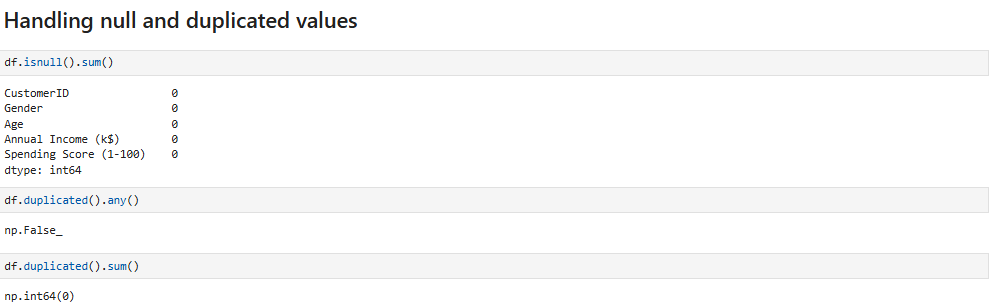 Handling null and duplicated values
df.isnull().sum()
CustomerID 0
Gender 0
Age 0
Annual Income (k$) 0
Spending Score (1-100) 0
dtype: int64
df.duplicated().any()
np.False_
df.duplicated().sum()
np.int64(0)